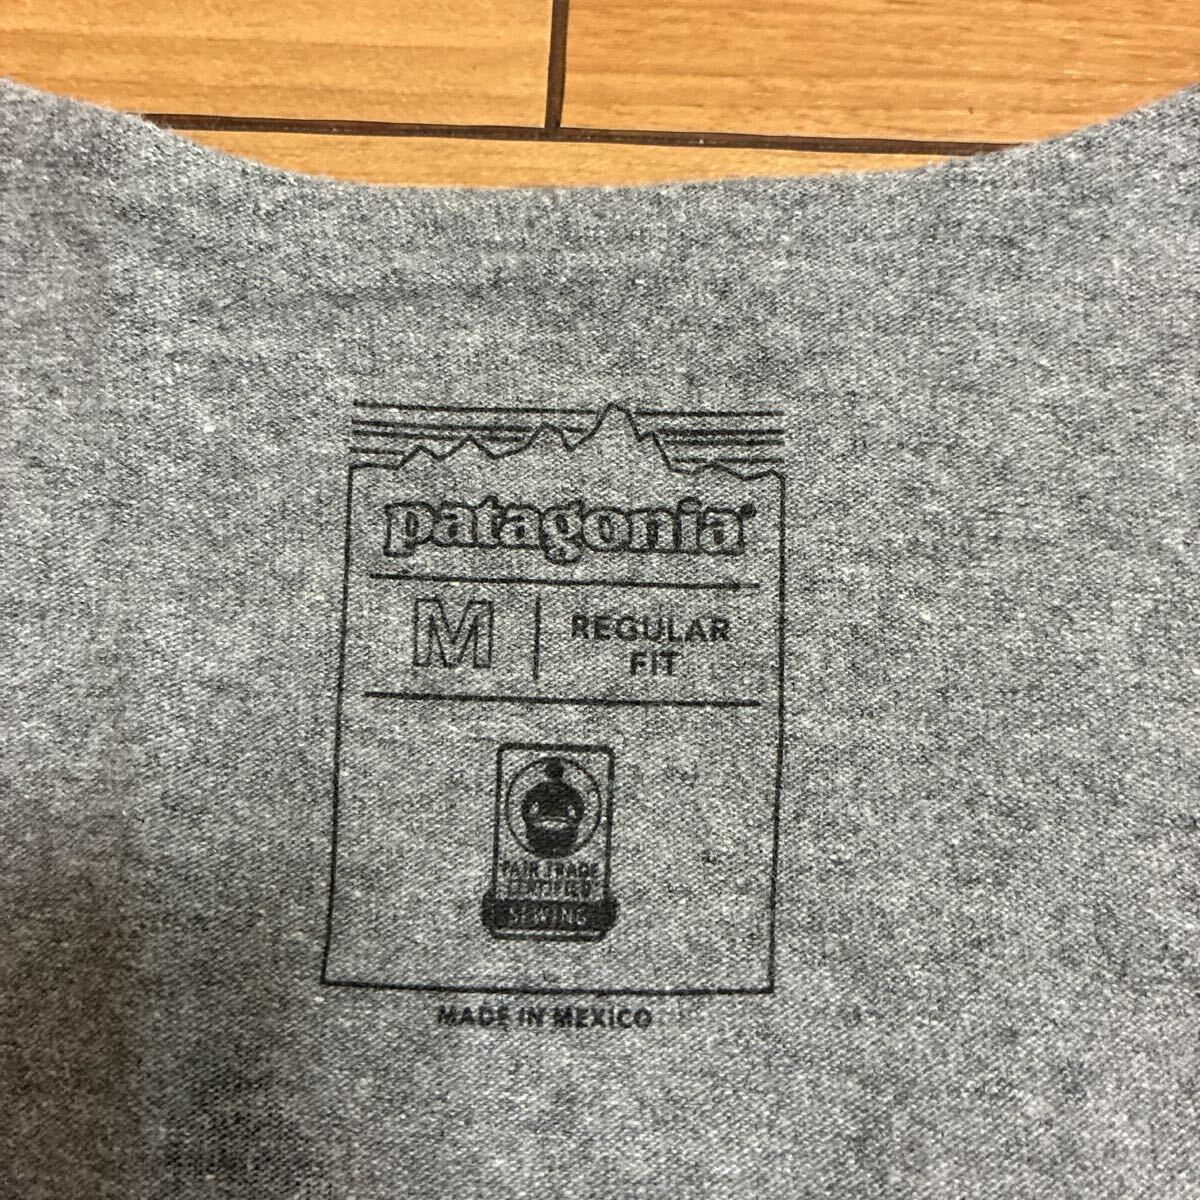 patagonia®
M
REGULAR
FIT
FAIR TRADE
CERTIFIED
SEWING
MADE IN MEXICO